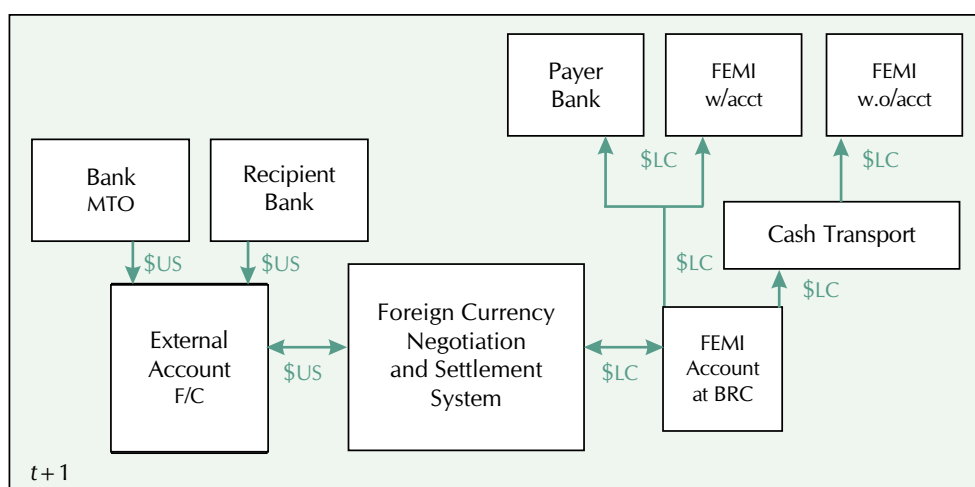 Payer
Bank
FEMI
w/acct
FEMI
w.o/acct
$LC
$LC
Bank
MTO
Recipient
Bank
Cash Transport
$US
$US
$LC
$LC
External
Account
F/C
$US
Foreign Currency
Negotiation
and Settlement
System
$LC
FEMI
Account
at BRC
t+1